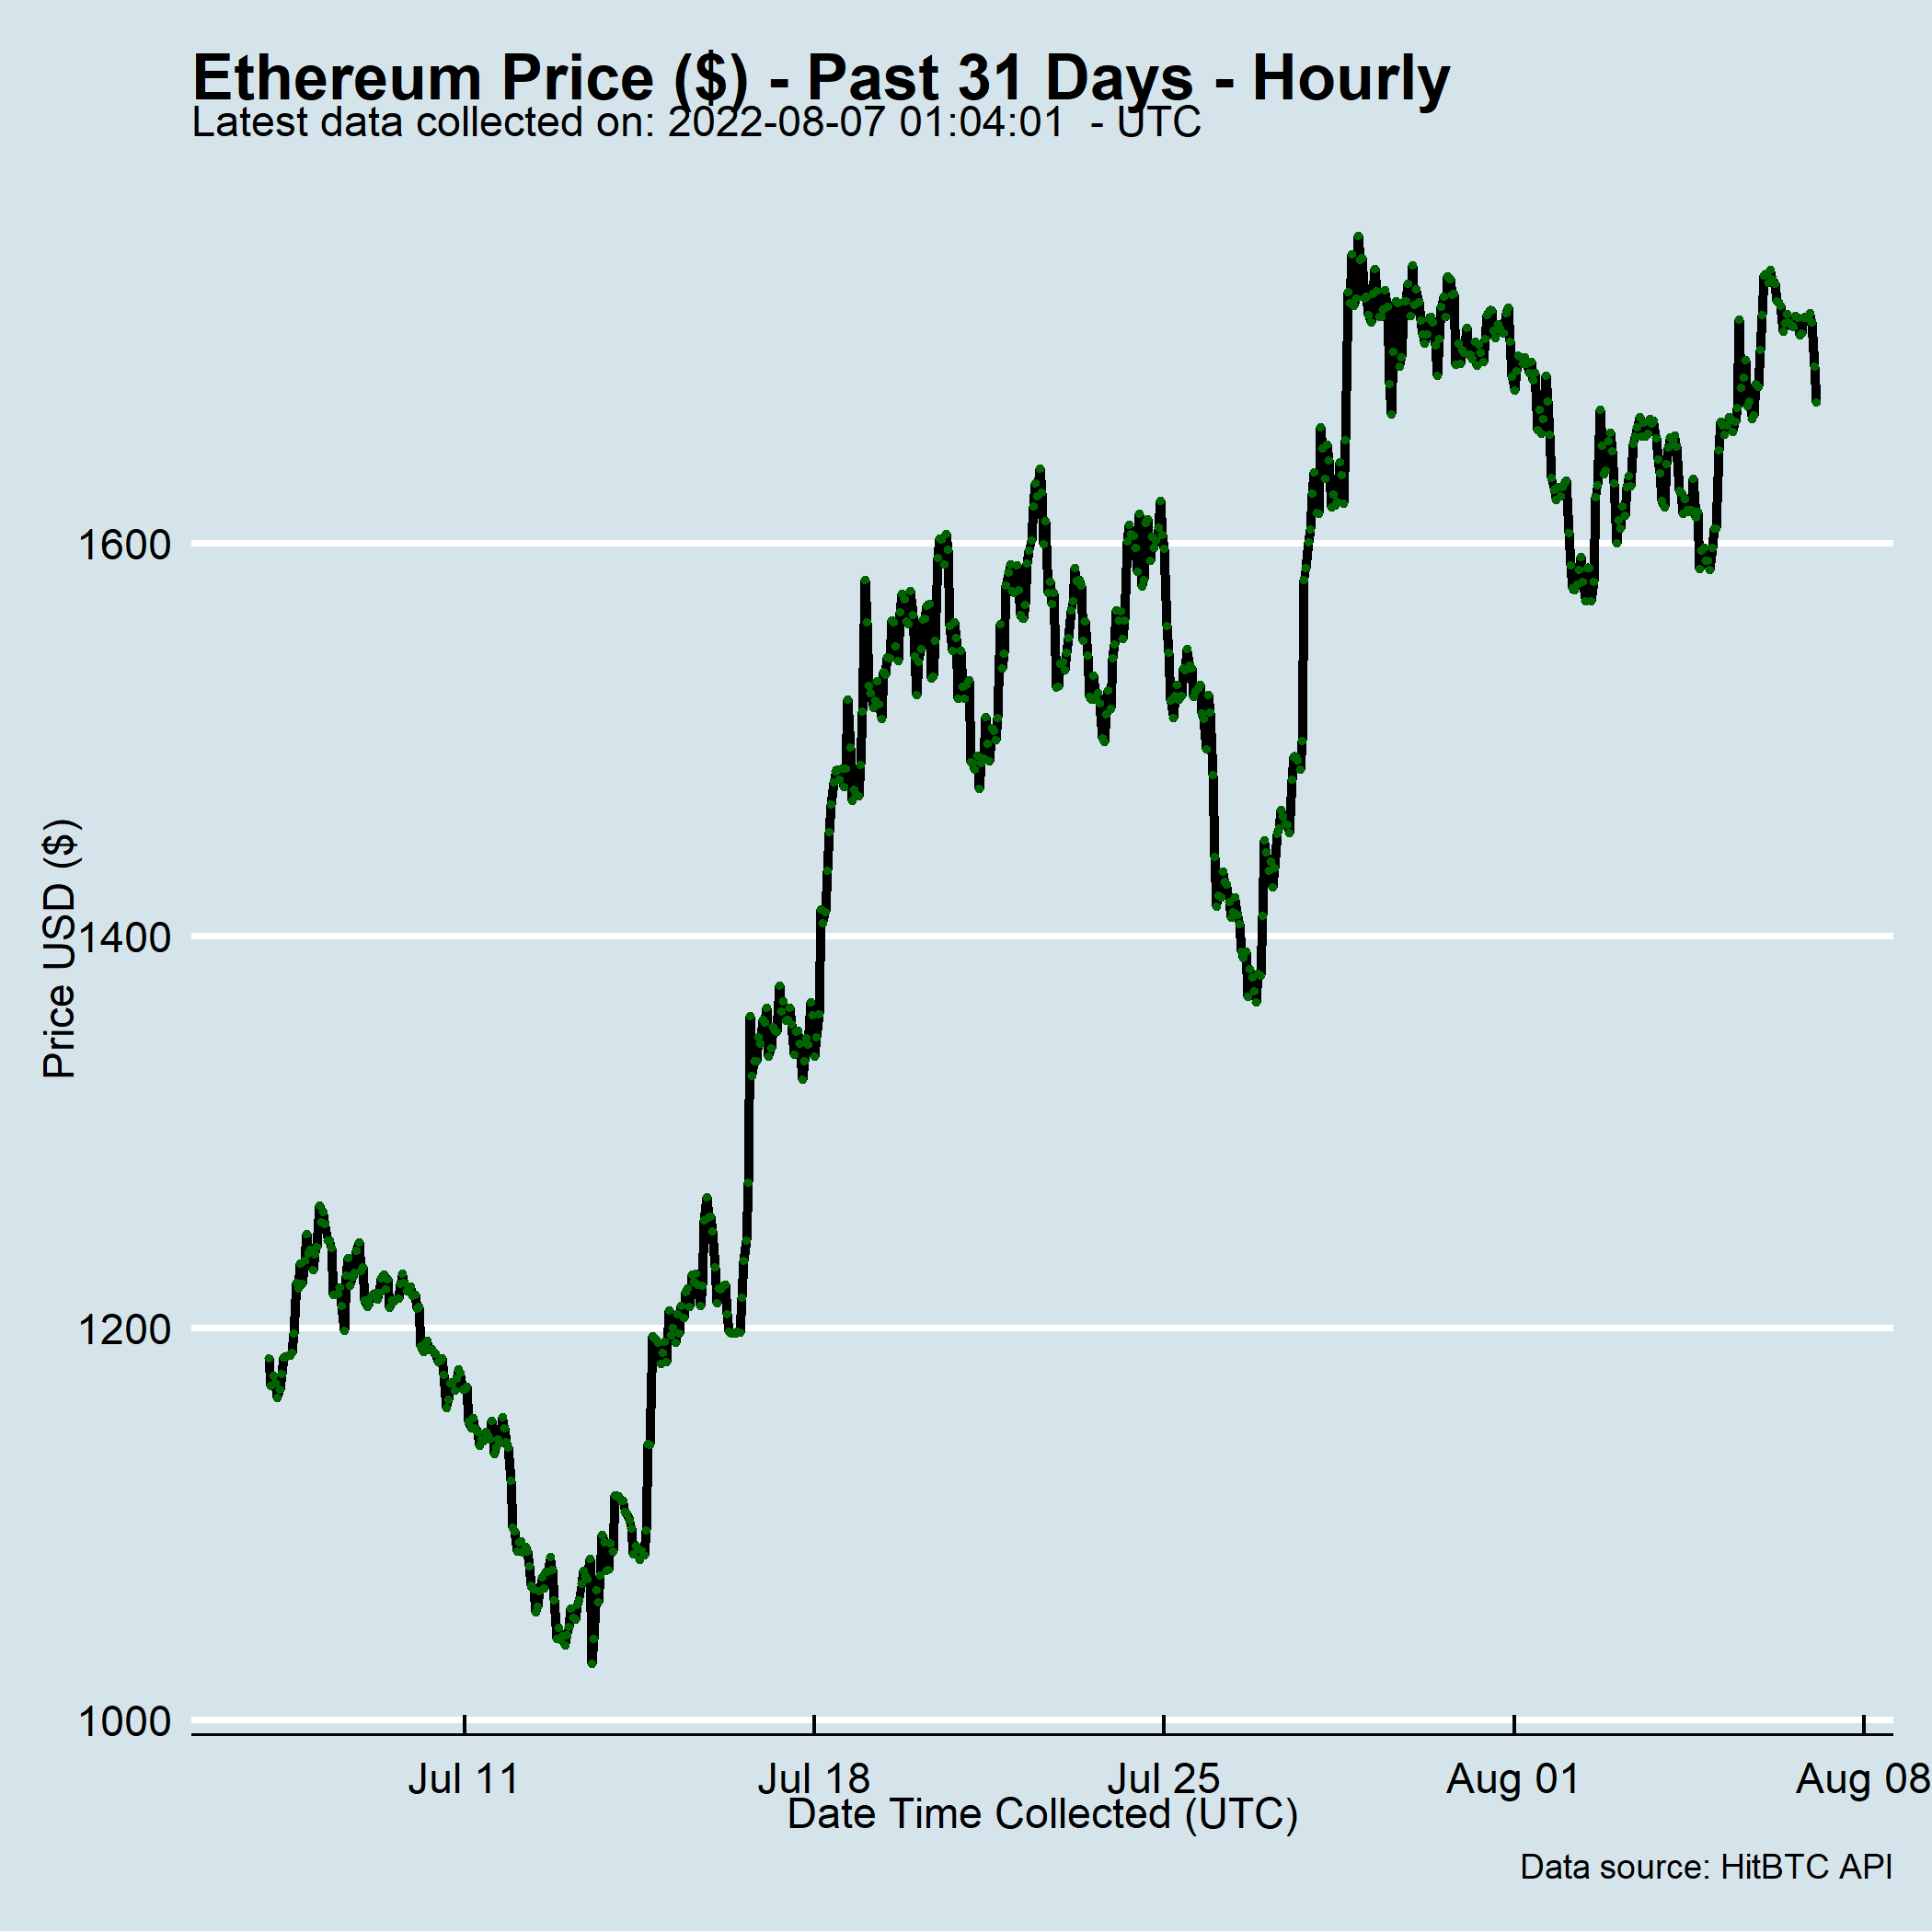 Ethereum Price ($) - Past 31 Days - Hourly
Latest data collected on: 2022-08-07 01:04:01  - UTC
Price USD ($)
1600
1400
1200
1000
Jul 11
Jul 18
Jul 25
Aug 01
Aug 08
Date Time Collected (UTC)
Data source: HitBTC API